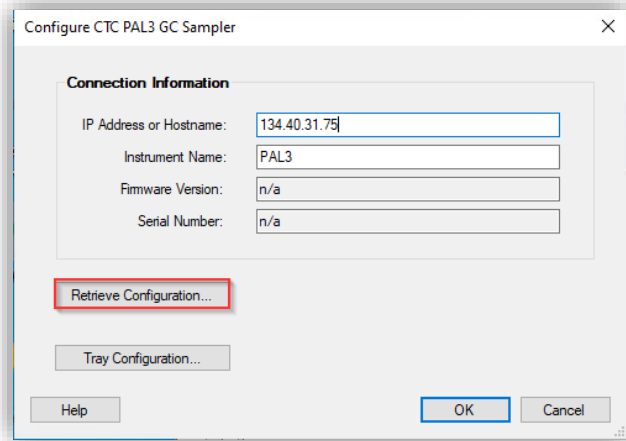 Configure CTC PAL3 GC Sampler
Connection Information
IP Address or Hostname: 134.40.31.75
Instrument Name: PAL3
Firmware Version: n/a
Serial Number: n/a
Retrieve Configuration...
Tray Configuration...
Help OK Cancel